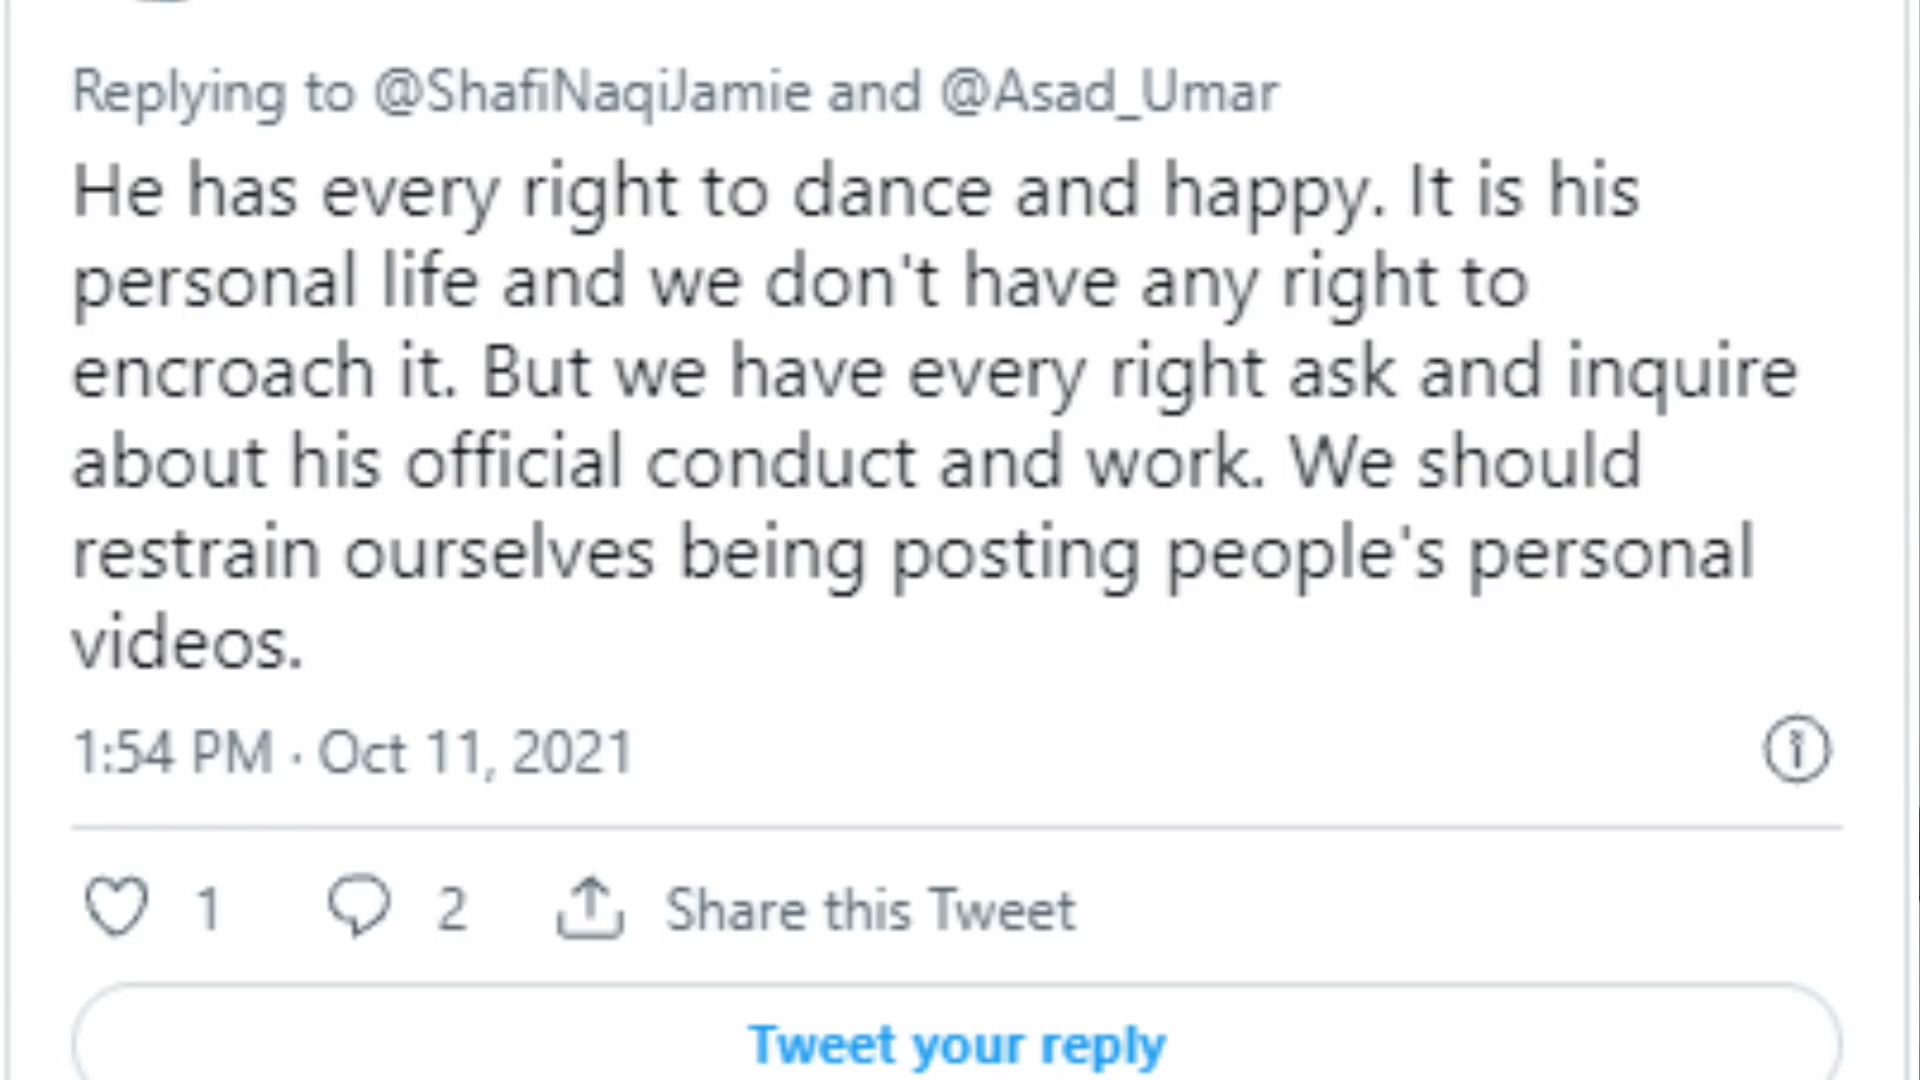 Replying to @ShafiNaqiJamie and @Asad_Umar
He has every right to dance and happy. It is his
personal life and we don't have any right to
encroach it. But we have every right ask and inquire
about his official conduct and work. We should
restrain ourselves being posting people's personal
videos.
1:54 PM · Oct 11, 2021
1 2 Share this Tweet
Tweet your reply